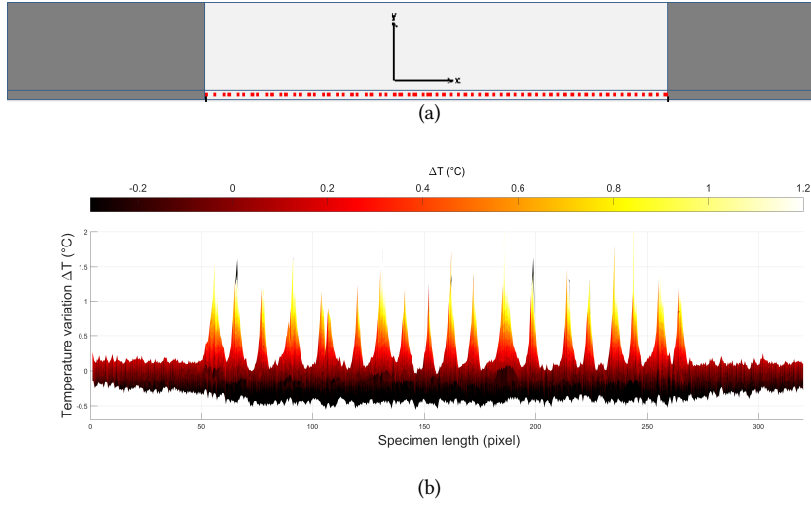 y
x
(a)
ΔT (°C)
-0.2 0 0.2 0.4 0.6 0.8 1 1.2
Temperature variation ΔT (°C)
2
.5
1
0.5
0
-0.5
0 50 100 150 200 250 300
Specimen length (pixel)
(b)